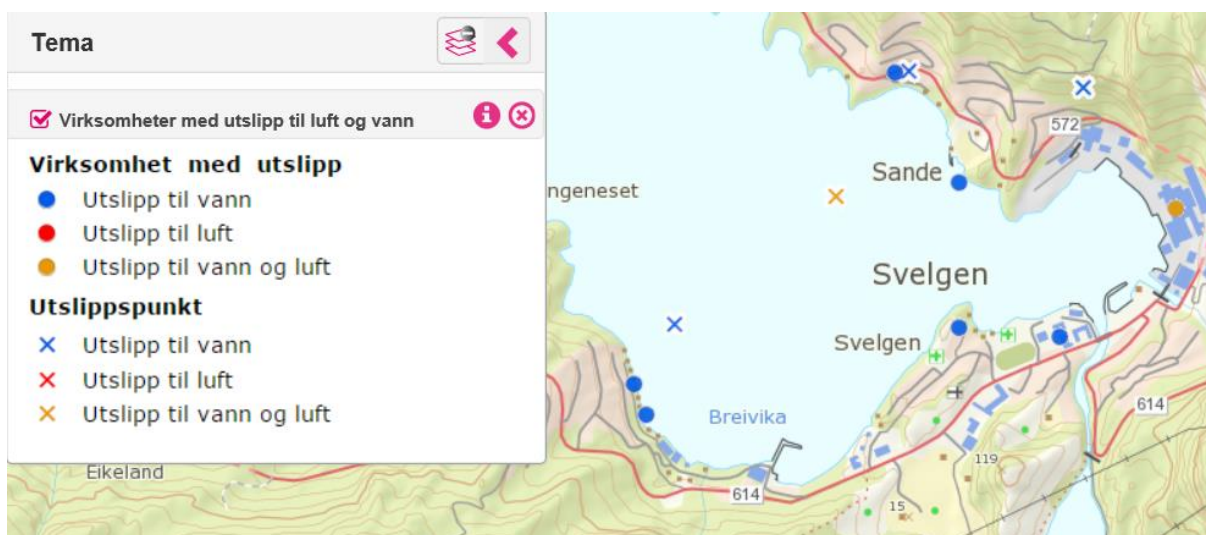 Tema
Virksomheter med utslipp til luft og vann
Virksomhet med utslipp
Utslipp til vann
Utslipp til luft
Utslipp til vann og luft
Utslippspunkt
Utslipp til vann
Utslipp til luft
Utslipp til vann og luft
572
Sande
ngeneset
Svelgen
Svelgen
614
Breivika
119
Eikeland
614
15